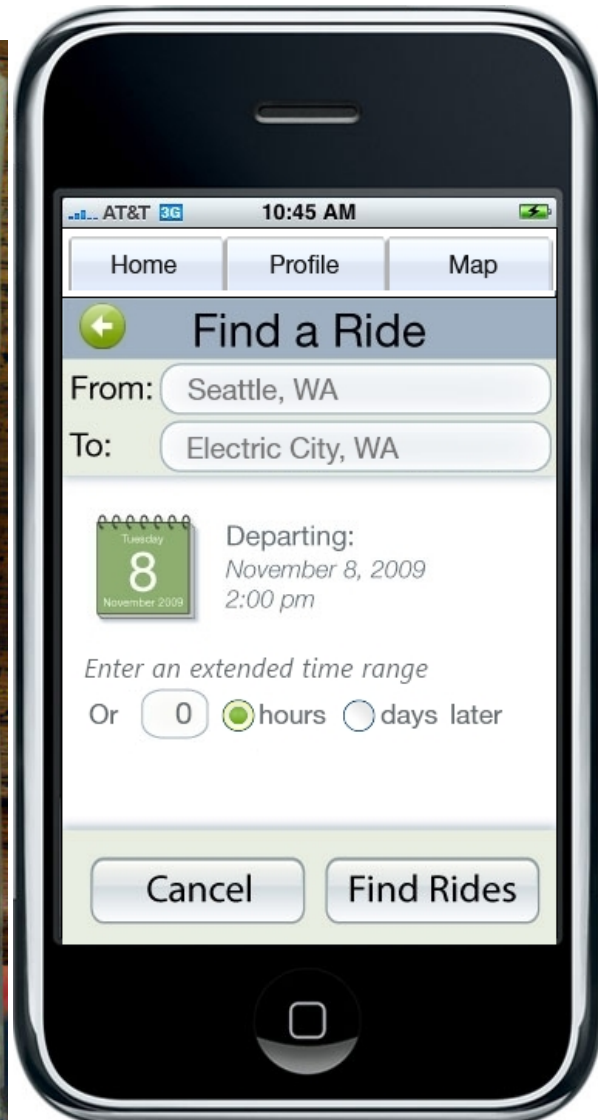 AT&T 3G 10:45 AM
Home Profile Map
Find a Ride
From: Seattle, WA
To: Electric City, WA
Tuesday
8
November 2009
Departing:
November 8, 2009
2:00 pm
Enter an extended time range
Or 0 hours days later
Cancel Find Rides